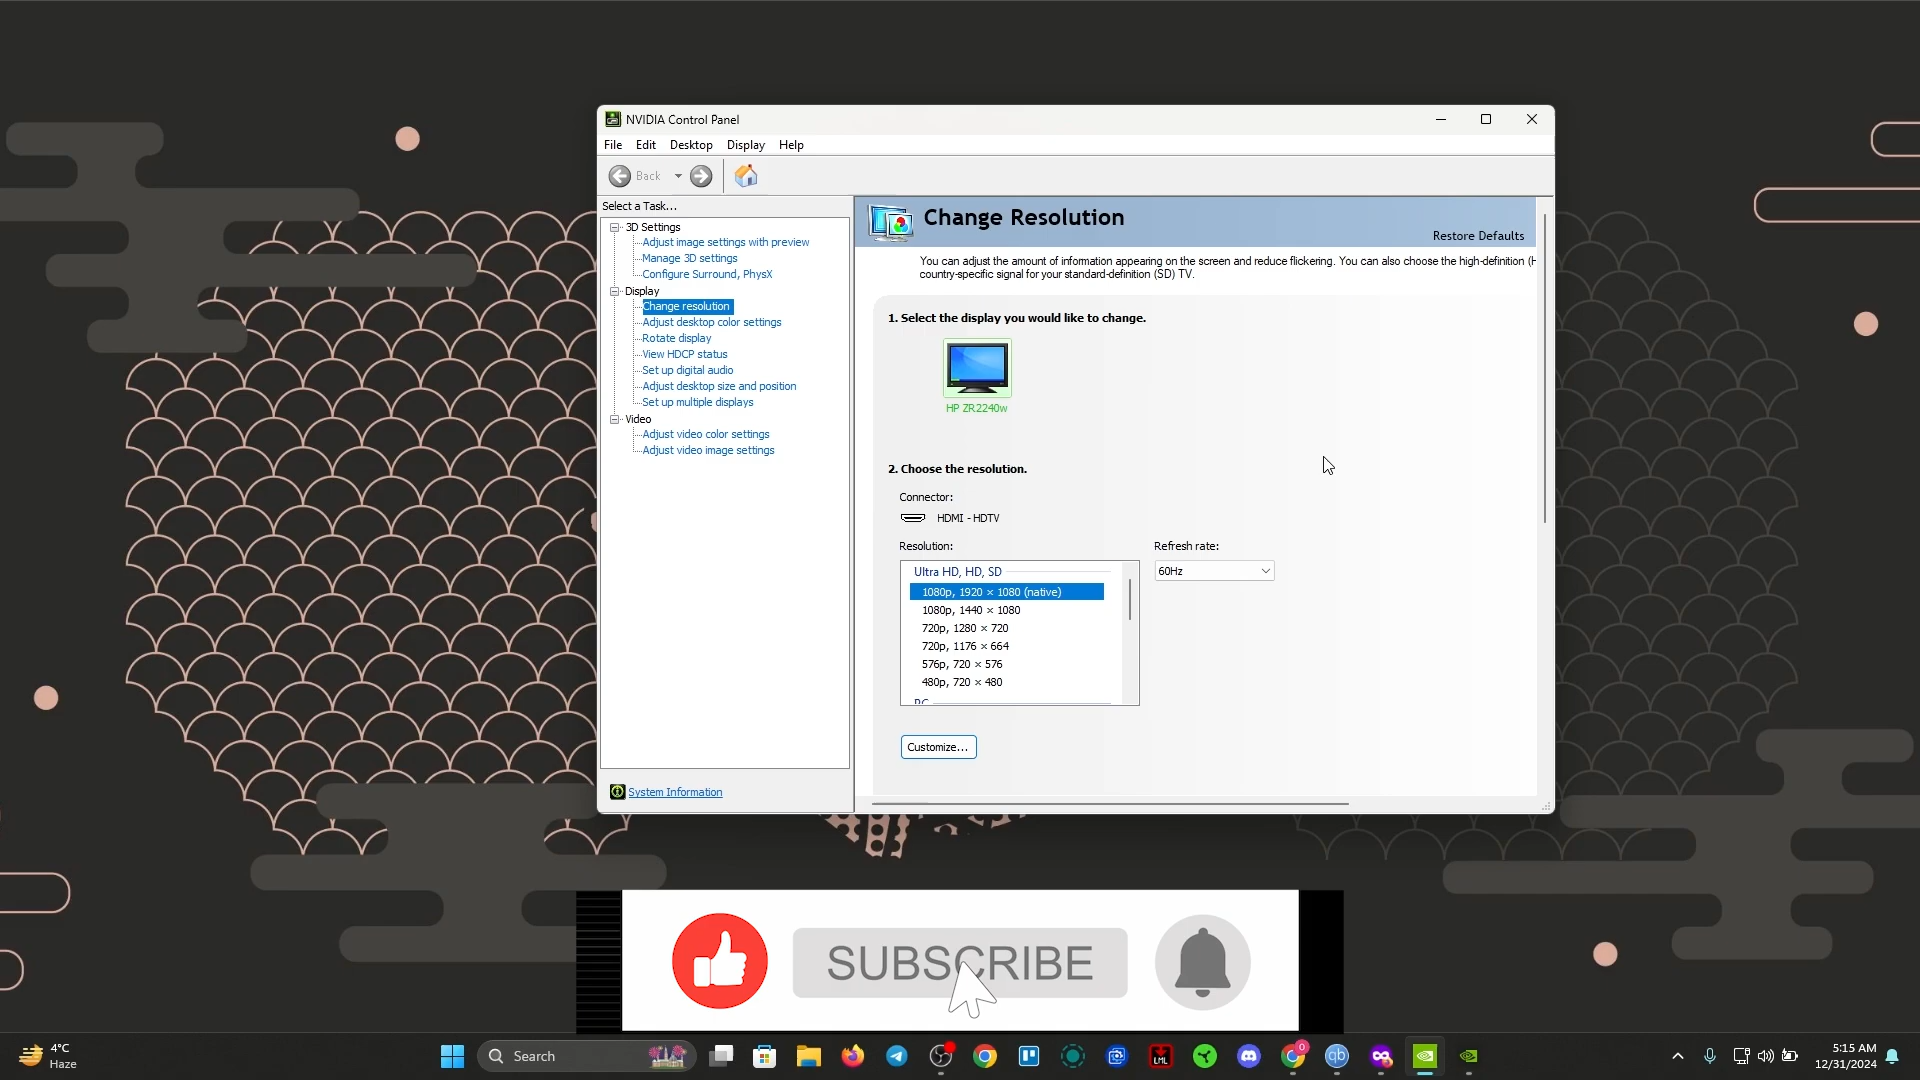 NVIDIA Control Panel
File Edit Desktop Display Help
Back
Select a Task...
3D Settings
Adjust image settings with preview
Manage 3D settings
Configure Surround, PhysX
Display
Change resolution
Adjust desktop color settings
Rotate display
View HDCP status
Set up digital audio
Adjust desktop size and position
Set up multiple displays
Video
Adjust video color settings
Adjust video image settings
System Information
Change Resolution
Restore Defaults
You can adjust the amount of information appearing on the screen and reduce flickering. You can also choose the high-definition (H
country-specific signal for your standard-definition (SD) TV.
1. Select the display you would like to change.
HP ZR2240w
2. Choose the resolution.
Connector:
HDMI - HDTV
Resolution:
Refresh rate:
Ultra HD, HD, SD
60Hz
1080p, 1920 × 1080 (native)
1080p, 1440 × 1080
720p, 1280 × 720
720p, 1176 × 664
576p, 720 × 576
480p, 720 × 480
PC
Customize...
SUBSCRIBE
4°C
Haze
Search
LML
qb
0
5:15 AM
12/31/2024